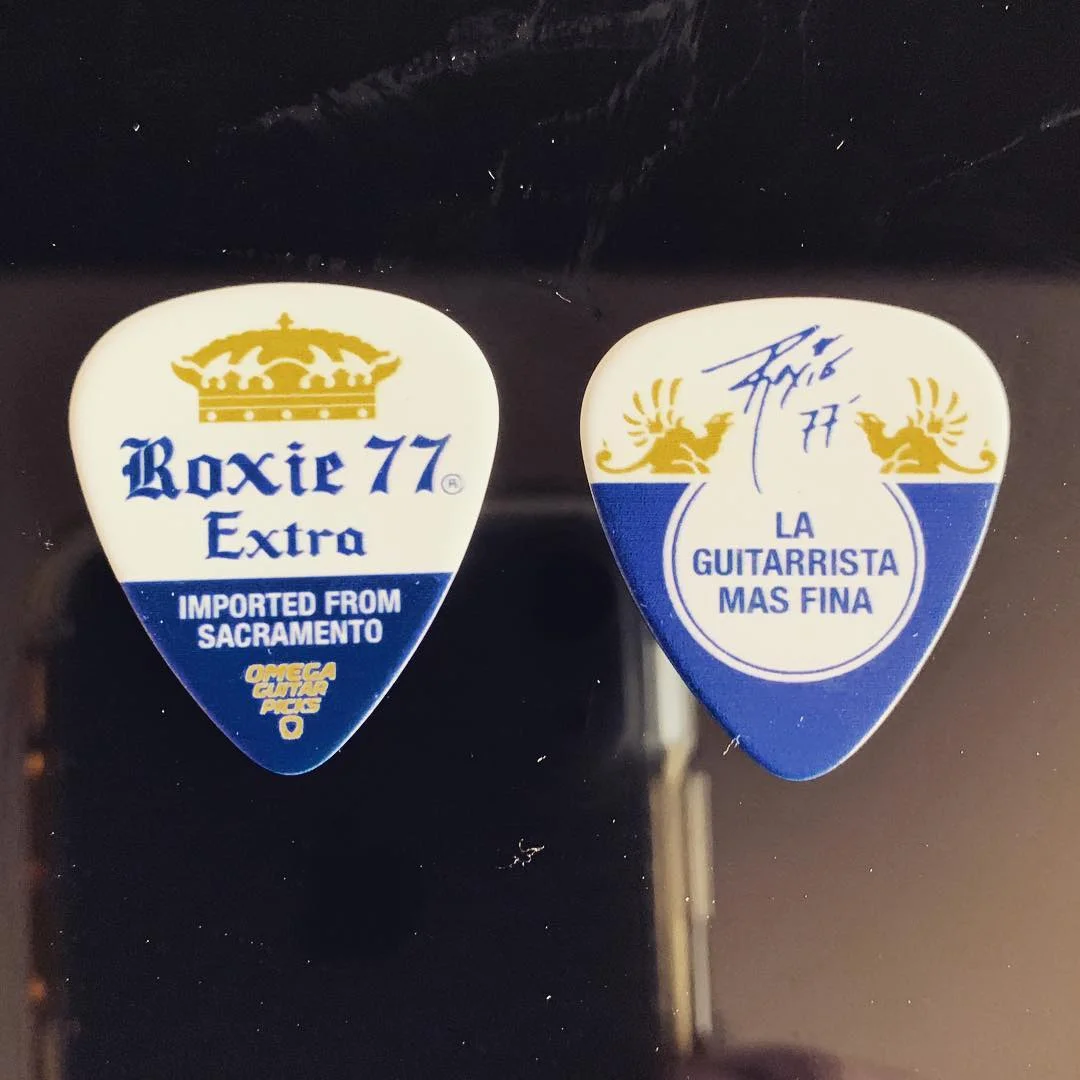 Roxie 77®
Extra
IMPORTED FROM
SACRAMENTO
OMEGA
GUITAR
PICKS
Roxie
77'
LA
GUITARRISTA
MAS FINA